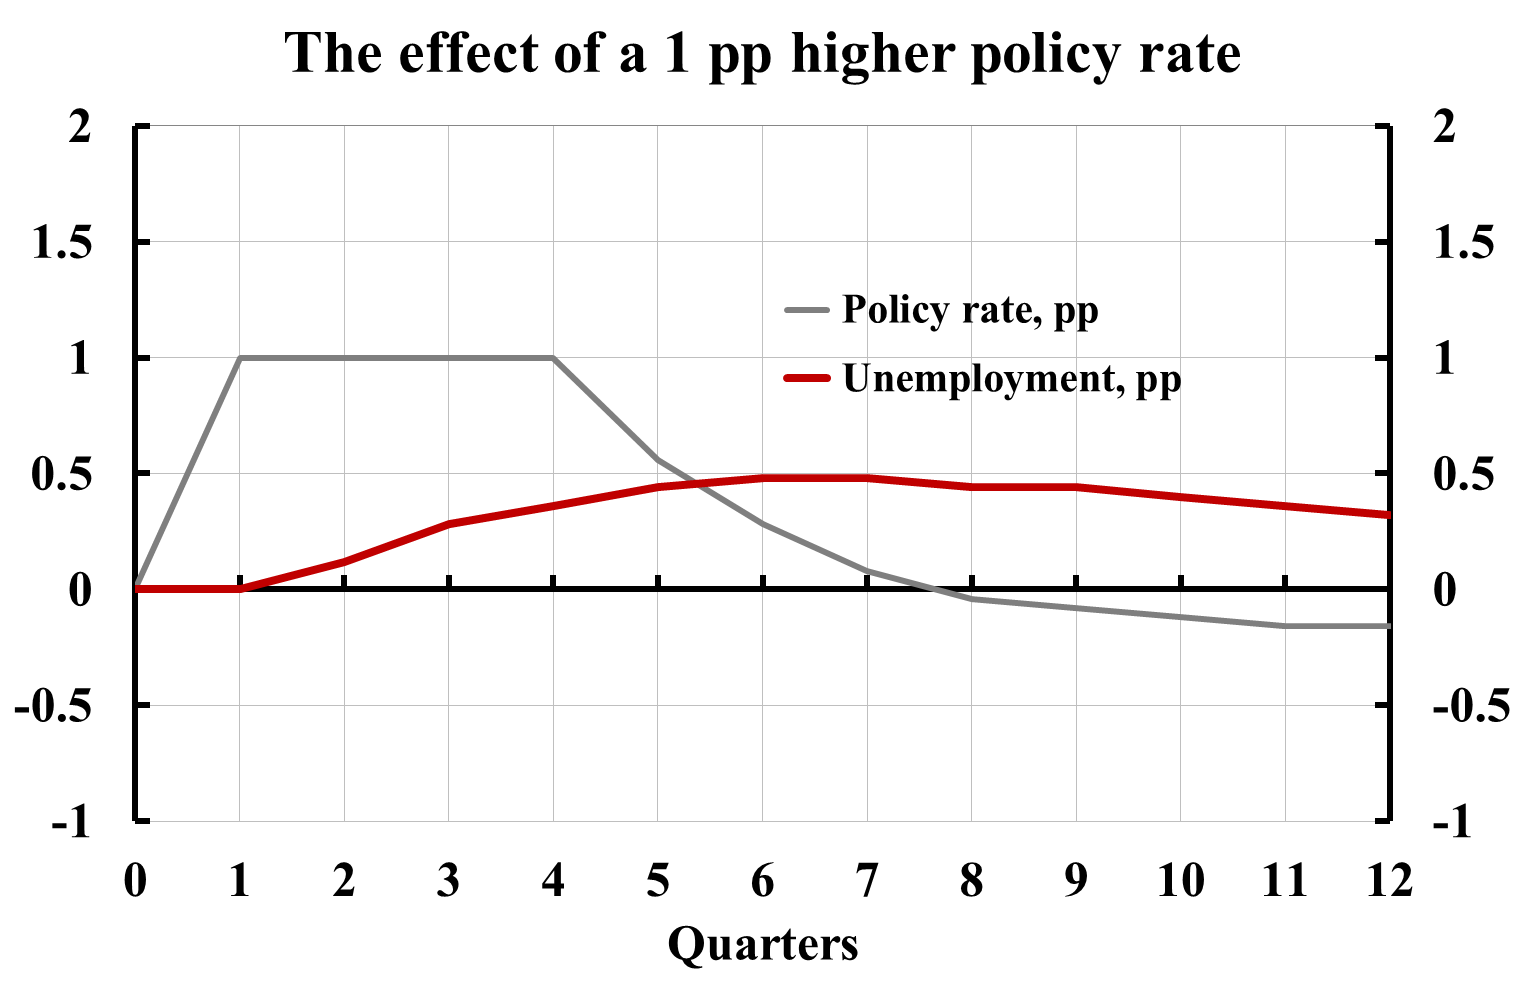 The effect of a 1 pp higher policy rate
2 2
1.5 1.5
Policy rate, pp
1 1
Unemployment, pp
0.5 0.5
0 0
-0.5 -0.5
-1 -1
0 1 2 3 4 5 6 7 8 9 10 11 12
Quarters